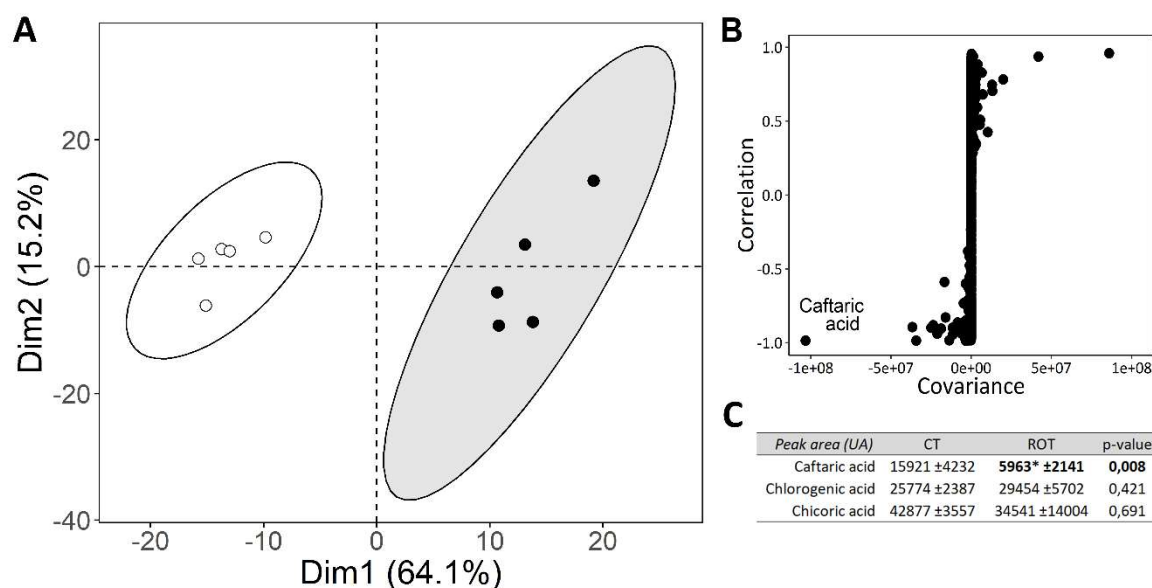 A
20
0
-20
-40
Dim2 (15.2%)
-20
-10
0
10
20
Dim1 (64.1%)
B
1.0
0.5
0.0
-0.5
-1.0
Correlation
Caftaric
acid
-1e+08
-5e+07
0e+00
5e+07
1e+08
Covariance
C
Peak area (UA) CT ROT p-value
Caftaric acid 15921 ±4232 5963* ±2141 0,008
Chlorogenic acid 25774 ±2387 29454 ±5702 0,421
Chicoric acid 42877 ±3557 34541 ±14004 0,691